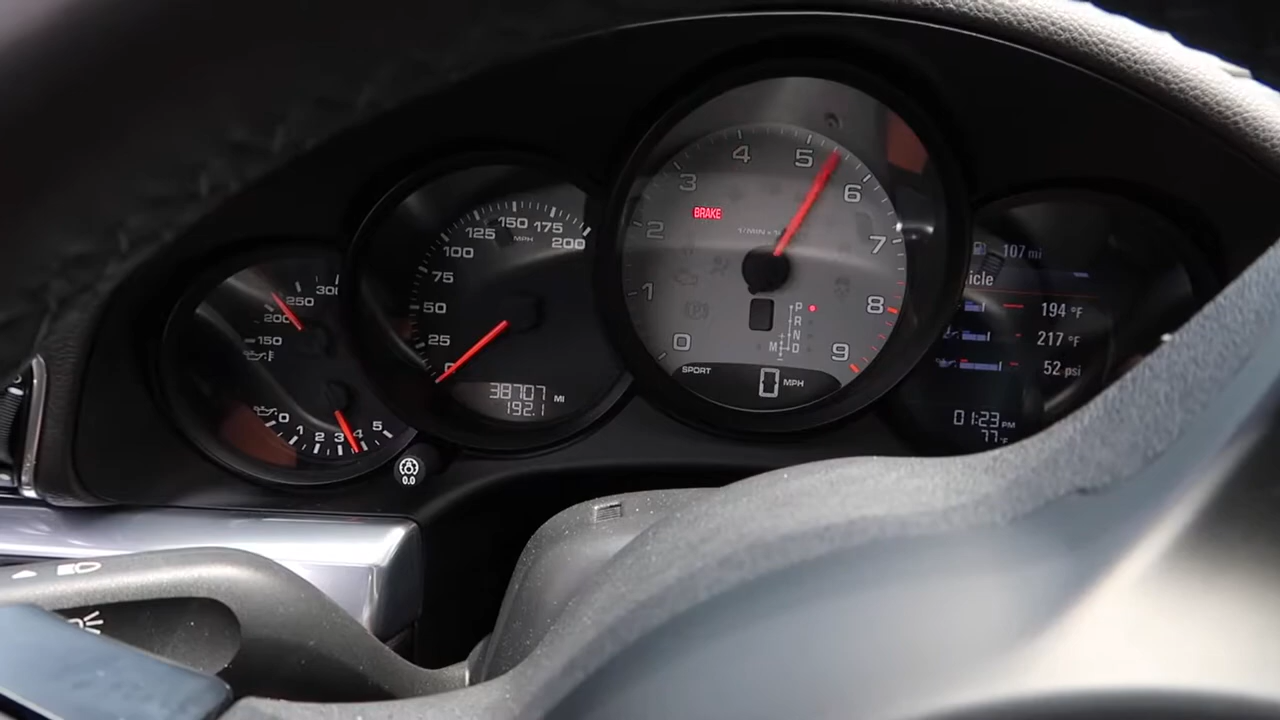 300
250
200
150
0
1
2
3
4
5
0.0
200
175
150
MPH
125
100
75
50
25
38707 MI
192.1
0
1
2
3
4
5
6
7
8
9
BRAKE
P
R
N
M D
SPORT
0 MPH
107 mi
icle
194 °F
217 °F
52 psi
01:23 PM
77°F